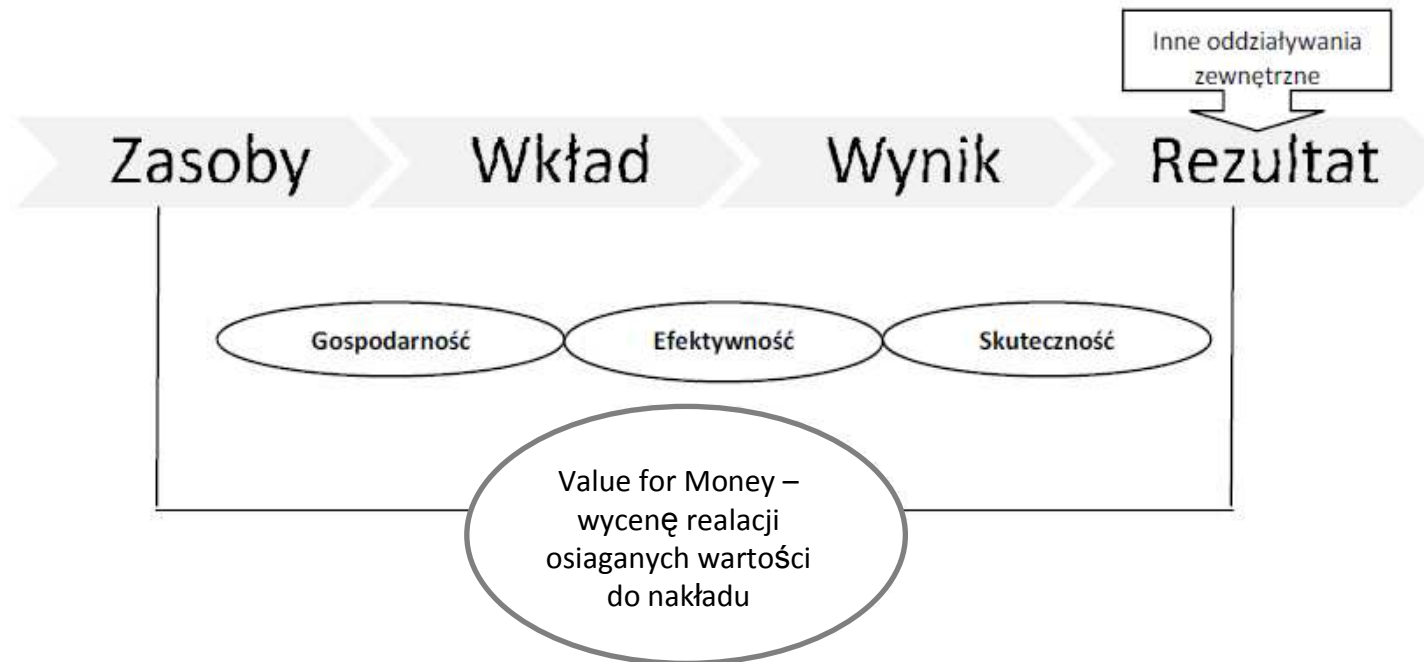 Inne oddziaływania
zewnętrzne
Zasoby Wkład Wynik Rezultat
Gospodarność Efektywność Skuteczność
Value for Money –
wycenę realacji
osiaganych wartości
do nakładu